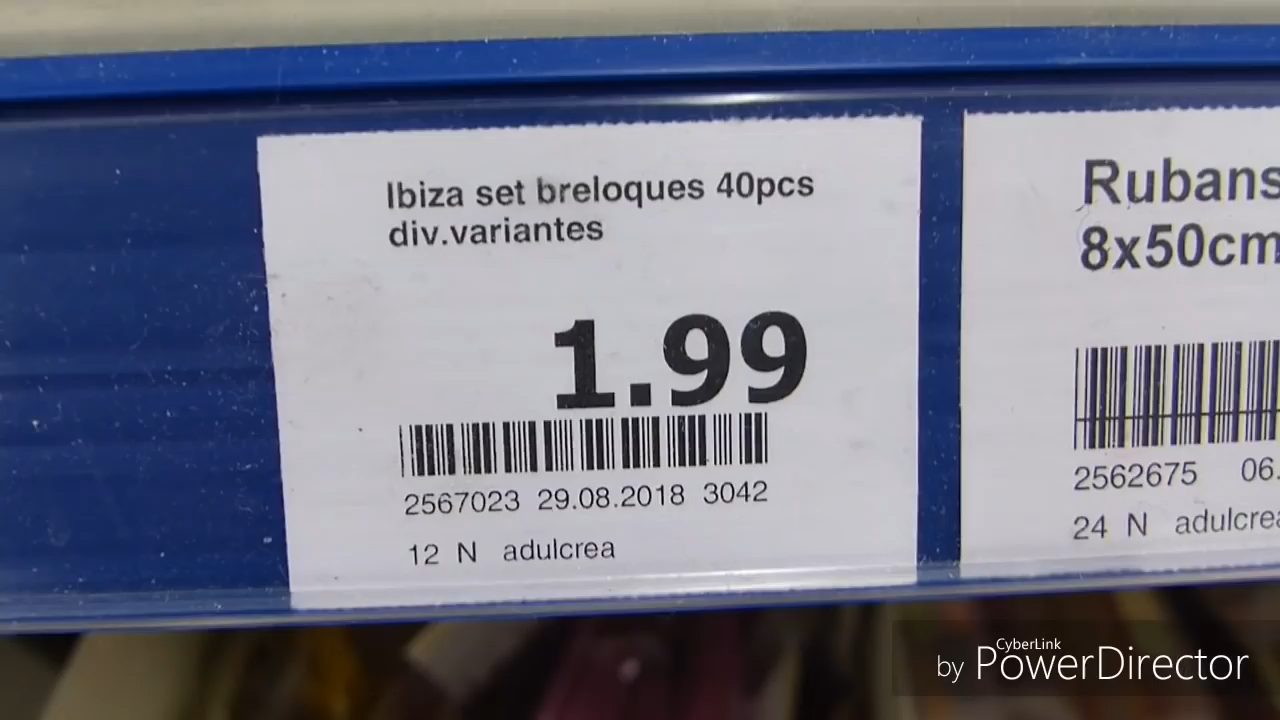 Ibiza set breloques 40pcs
div.variantes
1.99
2567023 29.08.2018 3042
12 N adulcrea
Rubans
8x50cm
2562675 06.
24 N adulcrea
CyberLink
by PowerDirector